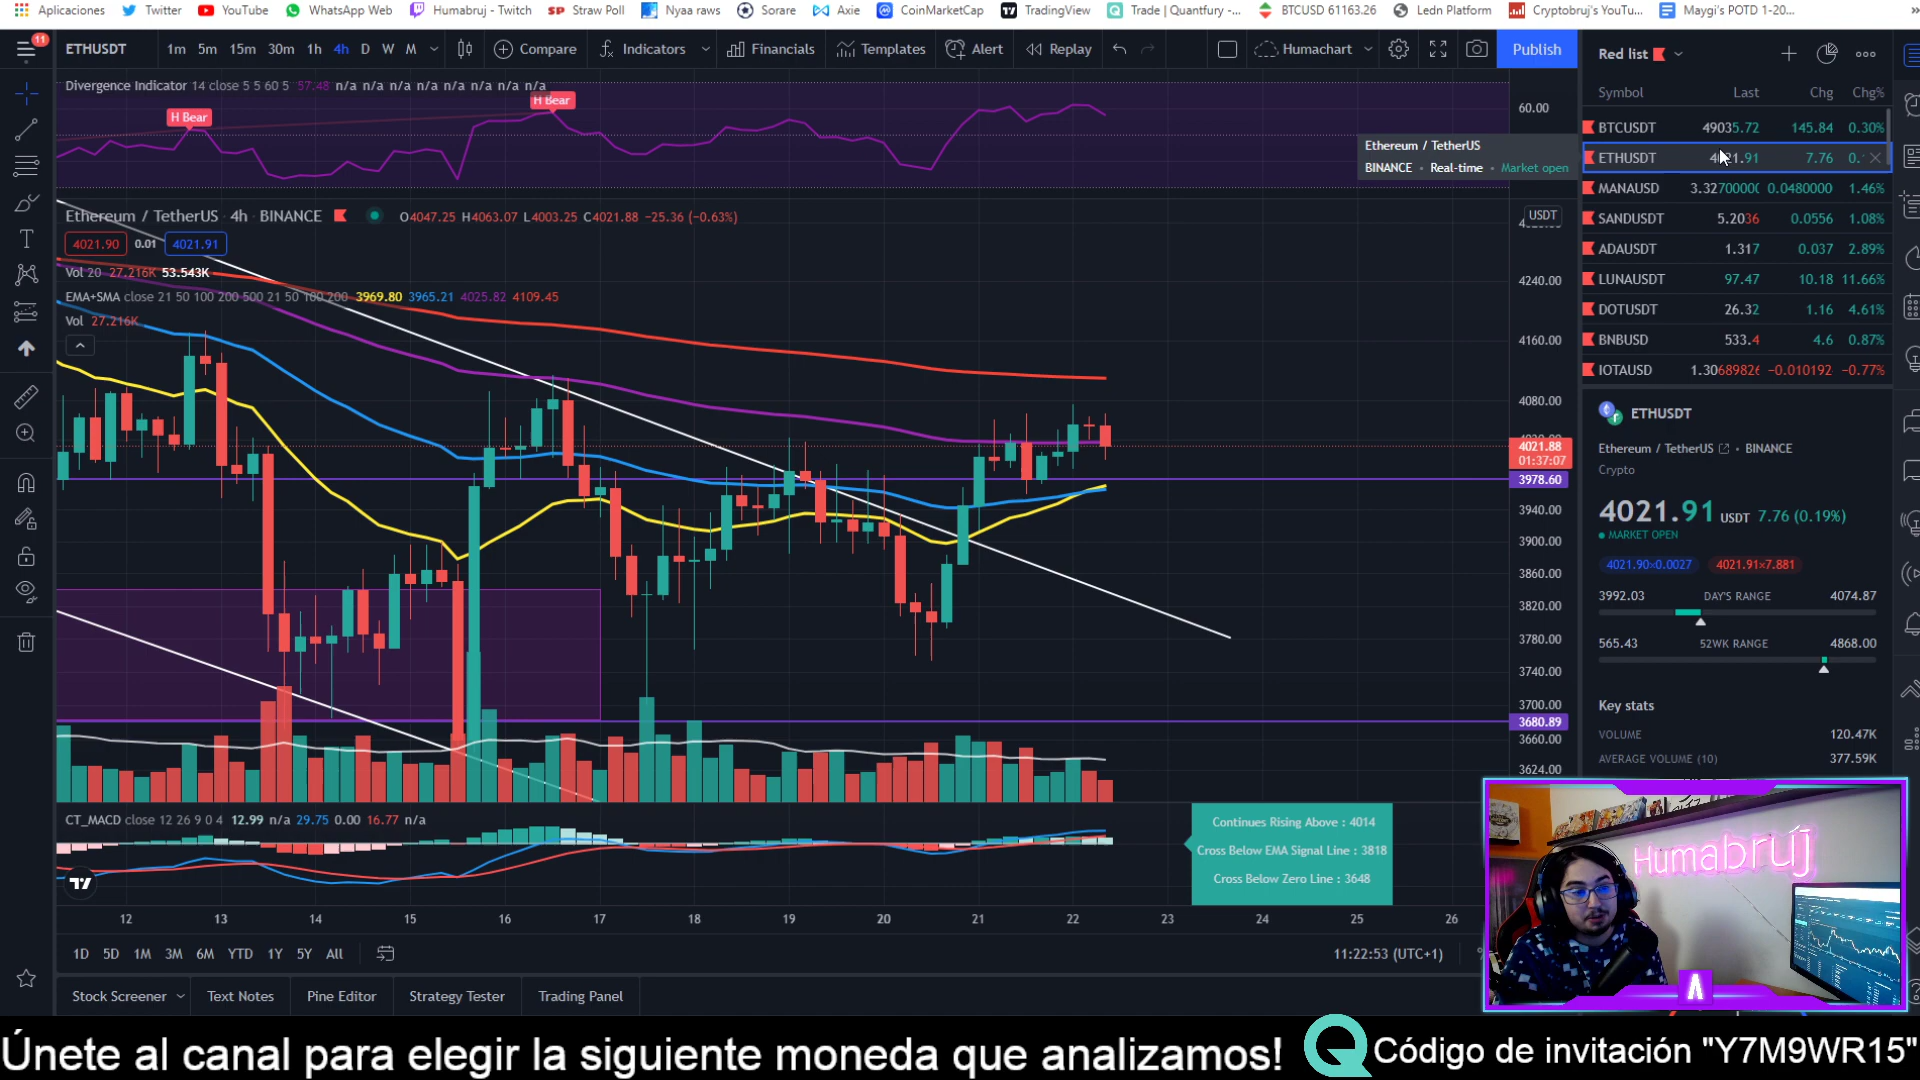 Aplicaciones Twitter YouTube WhatsApp Web Humabruj - Twitch SP Straw Poll Nyaa raws Sorare Axie CoinMarketCap TradingView Trade | Quantfury -... BTCUSD 61163.26 Ledn Platform Cryptobruj's YouTu... Maygi's POTD 1-20... »
11 ETHUSDT 1m 5m 15m 30m 1h 4h D W M Compare Indicators Financials Templates Alert Replay Humachart Publish
Red list
Symbol Last Chg Chg%
Divergence Indicator 14 close 5 5 60 5 57.48 n/a n/a n/a n/a n/a n/a n/a n/a
H Bear
H Bear
60.00
Ethereum / TetherUS
BINANCE • Real-time • Market open
BTCUSDT 49035.72 145.84 0.30%
ETHUSDT 4021.91 7.76 0.
MANAUSD 3.3270000 0.0480000 1.46%
SANDUSDT 5.2036 0.0556 1.08%
ADAUSDT 1.317 0.037 2.89%
LUNAUSDT 97.47 10.18 11.66%
DOTUSDT 26.32 1.16 4.61%
BNBUSD 533.4 4.6 0.87%
IOTAUSD 1.3068982 -0.010192 -0.77%
Ethereum / TetherUS · 4h · BINANCE O4047.25 H4063.07 L4003.25 C4021.88 -25.36 (-0.63%)
4021.90 0.01 4021.91
Vol 20 27.216K 53.543K
EMA+SMA close 21 50 100 200 500 21 50 100 200 3969.80 3965.21 4025.82 4109.45
Vol 27.216K
USDT
4240.00
4160.00
4080.00
4021.88
01:37:07
3978.60
3940.00
3900.00
3860.00
3820.00
3780.00
3740.00
3700.00
3680.89
3660.00
3624.00
ETHUSDT
Ethereum / TetherUS • BINANCE
Crypto
4021.91 USDT 7.76 (0.19%)
MARKET OPEN
4021.90×0.0027 4021.91×7.881
3992.03 DAY'S RANGE 4074.87
565.43 52WK RANGE 4868.00
Key stats
VOLUME 120.47K
AVERAGE VOLUME (10) 377.59K
CT_MACD close 12 26 9 0 4 12.99 n/a 29.75 0.00 16.77 n/a
Continues Rising Above : 4014
Cross Below EMA Signal Line : 3818
Cross Below Zero Line : 3648
12 13 14 15 16 17 18 19 20 21 22 23 24 25 26
1D 5D 1M 3M 6M YTD 1Y 5Y All 11:22:53 (UTC+1) %
Stock Screener Text Notes Pine Editor Strategy Tester Trading Panel
Humabruj
Únete al canal para elegir la siguiente moneda que analizamos! Código de invitación "Y7M9WR15"